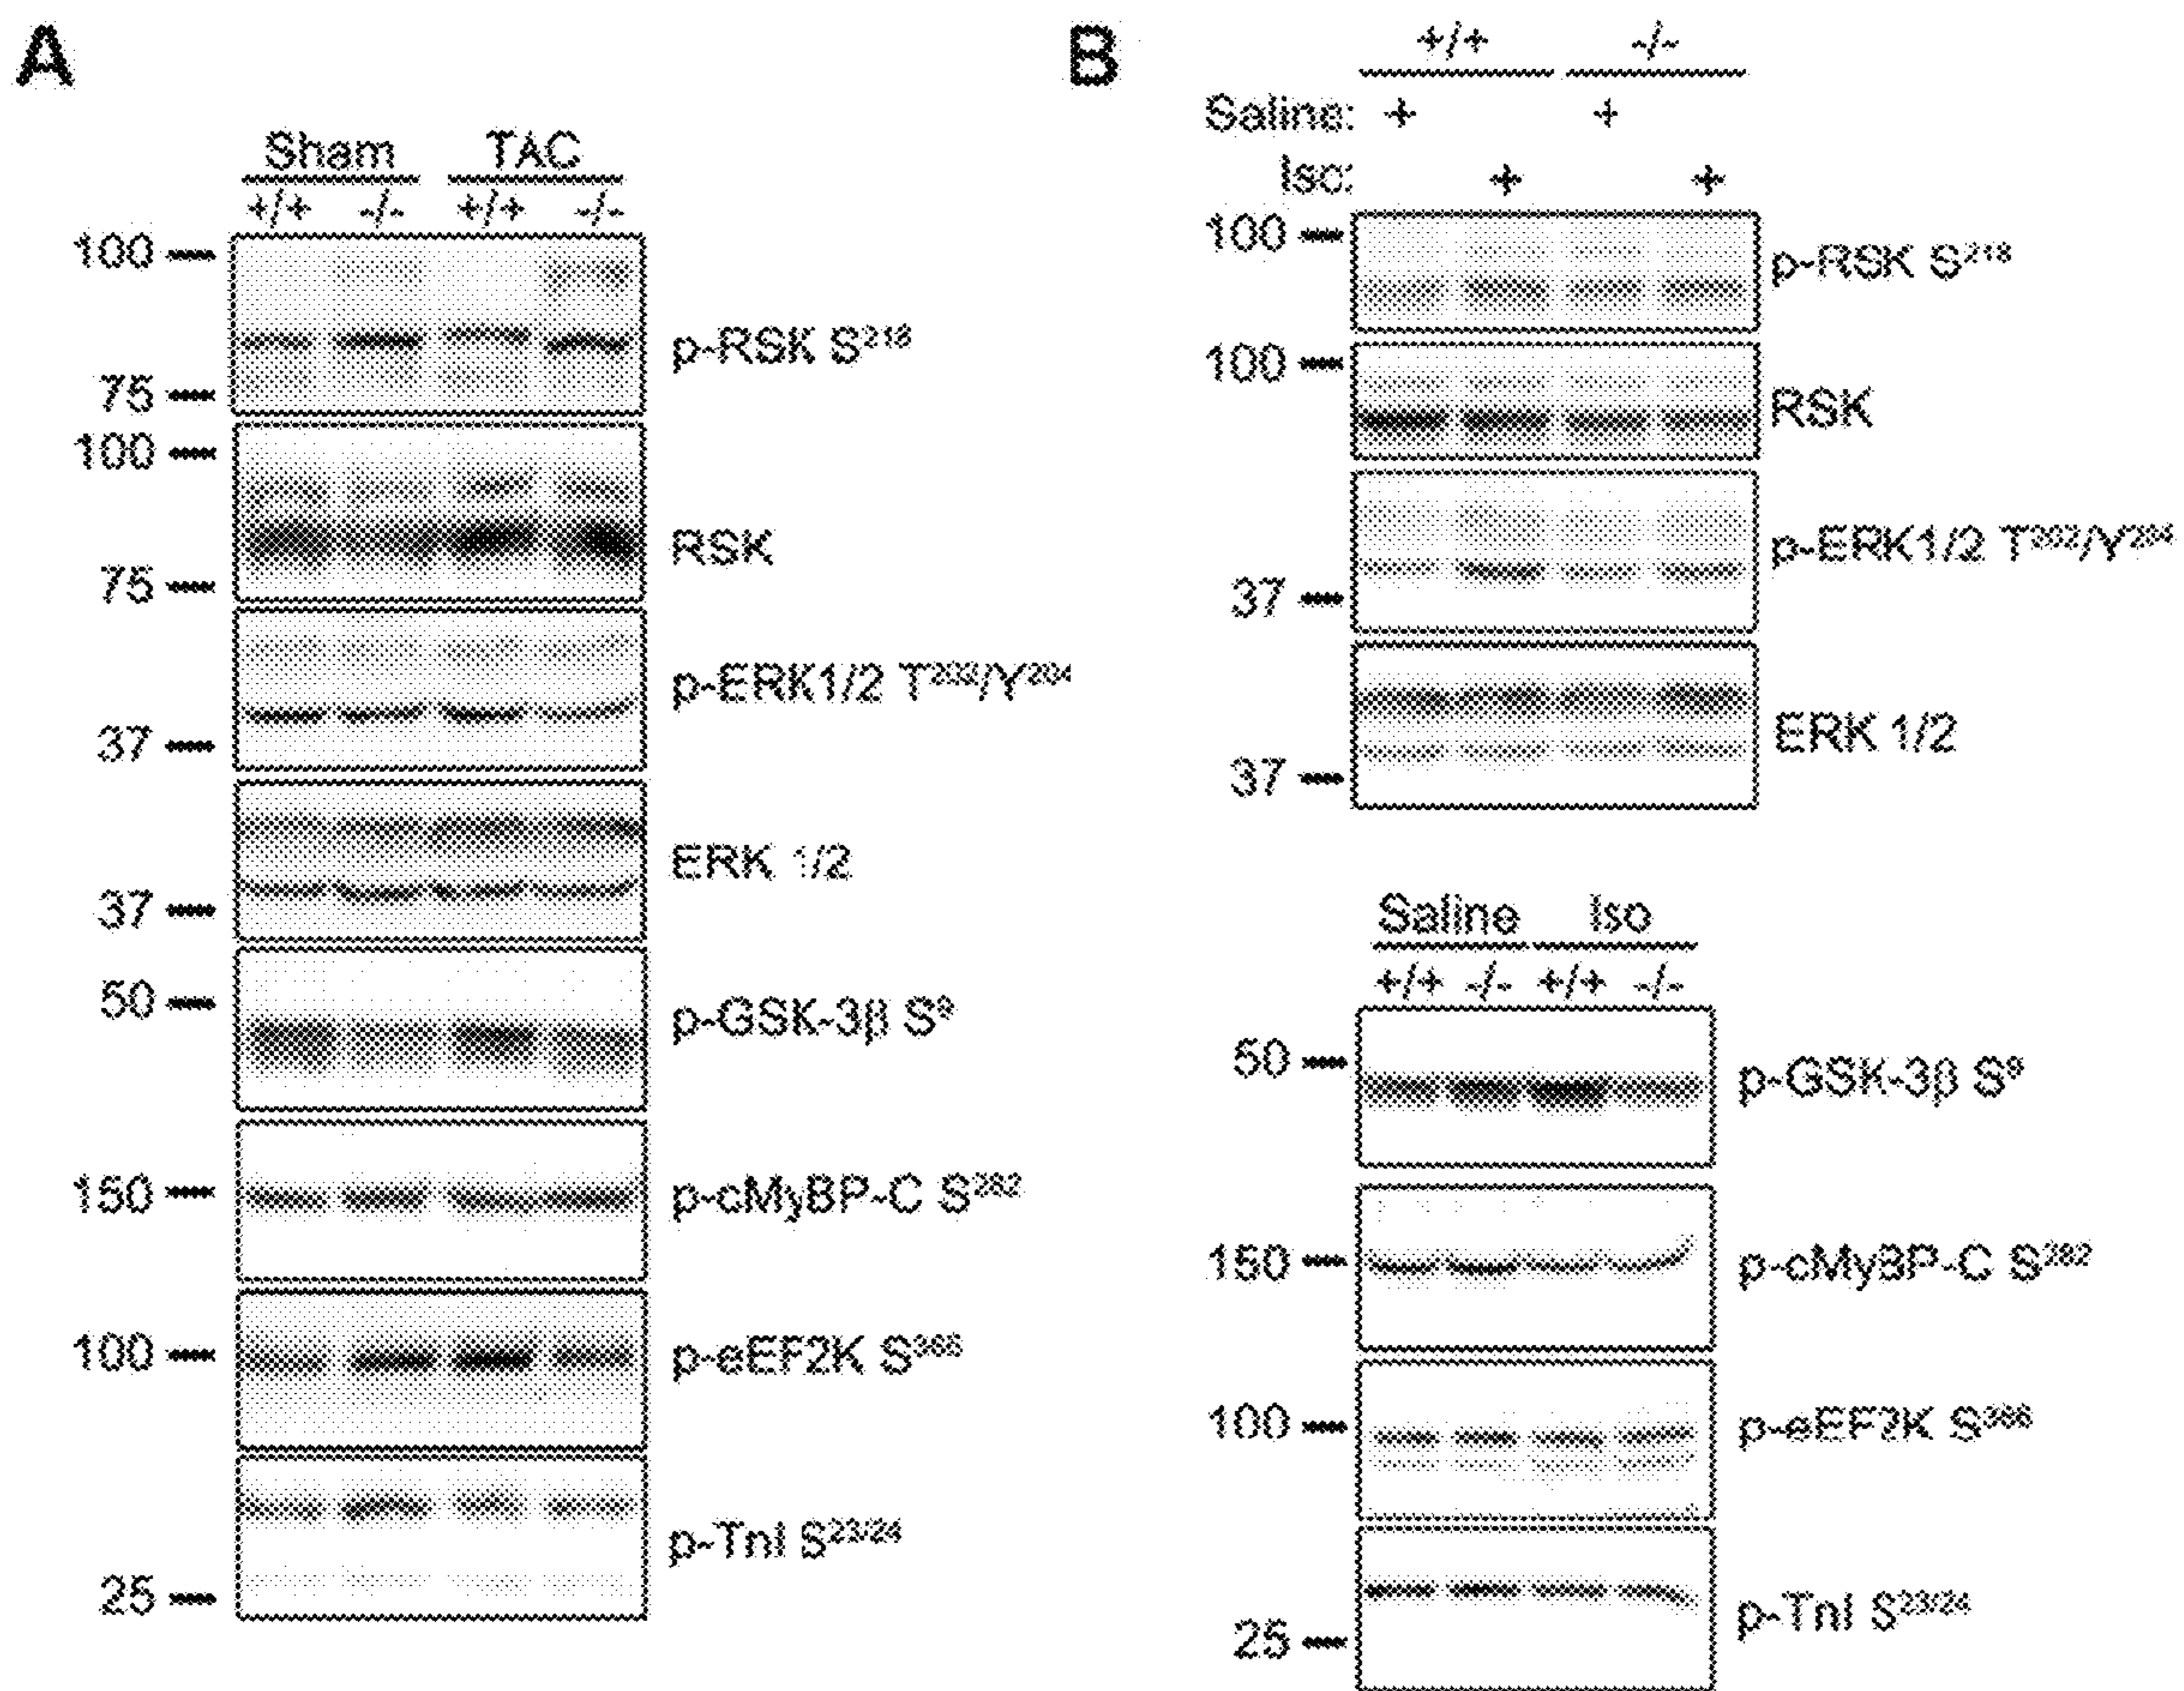 A
Sham TAC
+/+ -/- +/+ -/-
100
75
p-RSK S²¹⁸
100
75
RSK
37
p-ERK1/2 T²⁰²/Y²⁰⁴
37
ERK 1/2
50
p-GSK-3β S⁹
150
p-cMyBP-C S²⁸²
100
p-eEF2K S³⁶⁶
25
p-TnI S²³/²⁴
B
+/+ -/-
Saline: + +
Iso: + +
100
p-RSK S²¹⁸
100
RSK
37
p-ERK1/2 T²⁰²/Y²⁰⁴
37
ERK 1/2
Saline Iso
+/+ -/- +/+ -/-
50
p-GSK-3β S⁹
150
p-cMyBP-C S²⁸²
100
p-eEF2K S³⁶⁶
25
p-TnI S²³/²⁴